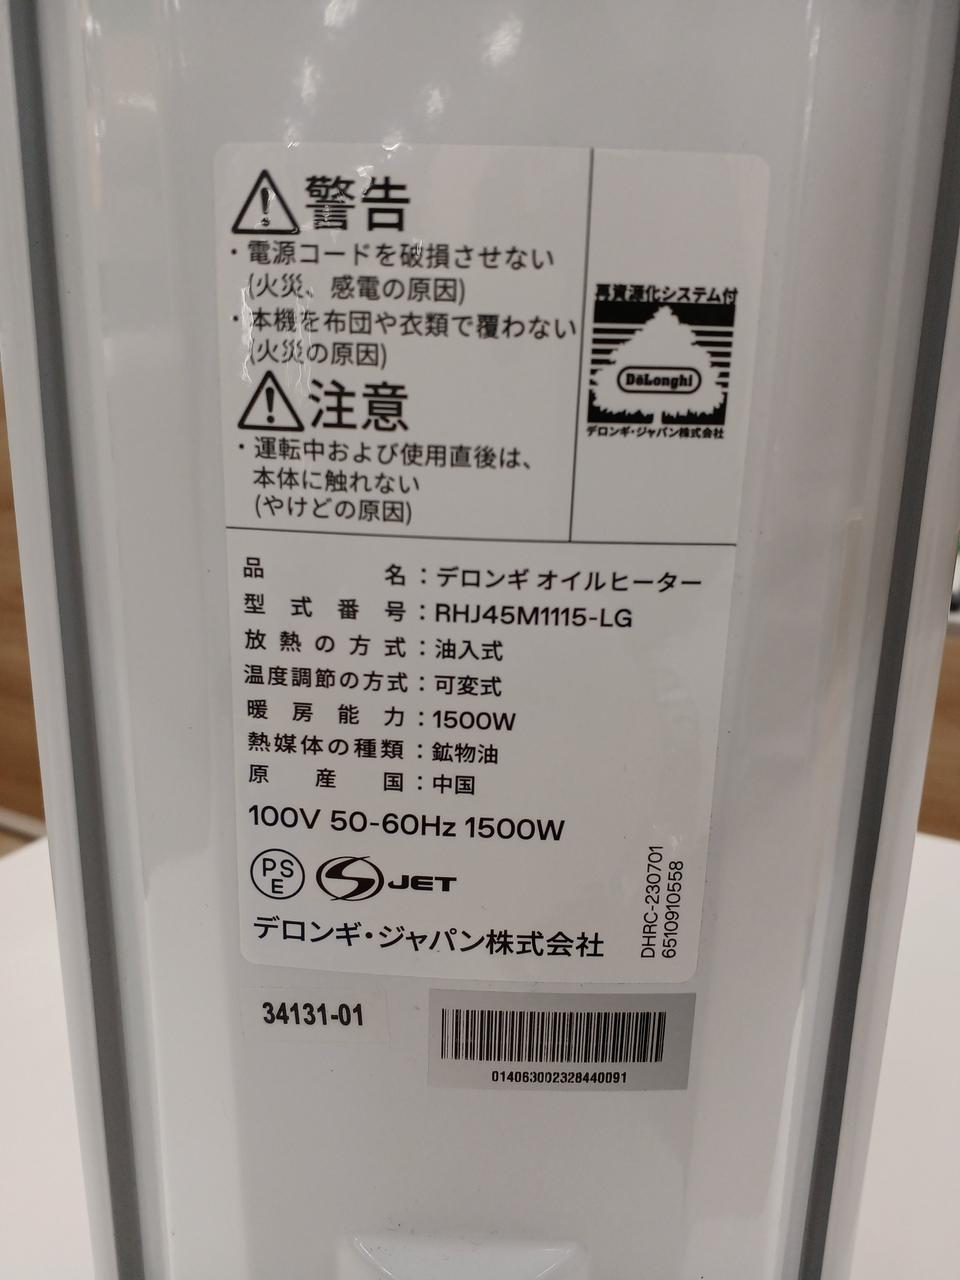 警告
・電源コードを破損させない
(火災、感電の原因)
・本機を布団や衣類で覆わない
(火災の原因)
注意
・運転中および使用直後は、
本体に触れない
(やけどの原因)
再資源化システム付
DeLonghi
デロンギ・ジャパン株式会社
品名：デロンギ オイルヒーター
型式番号：RHJ45M1115-LG
放熱の方式：油入式
温度調節の方式：可変式
暖房能力：1500W
熱媒体の種類：鉱物油
原産国：中国
100V 50-60Hz 1500W
PSE
JET
デロンギ・ジャパン株式会社
DHRC-230701
6510910558
34131-01
014063002328440091